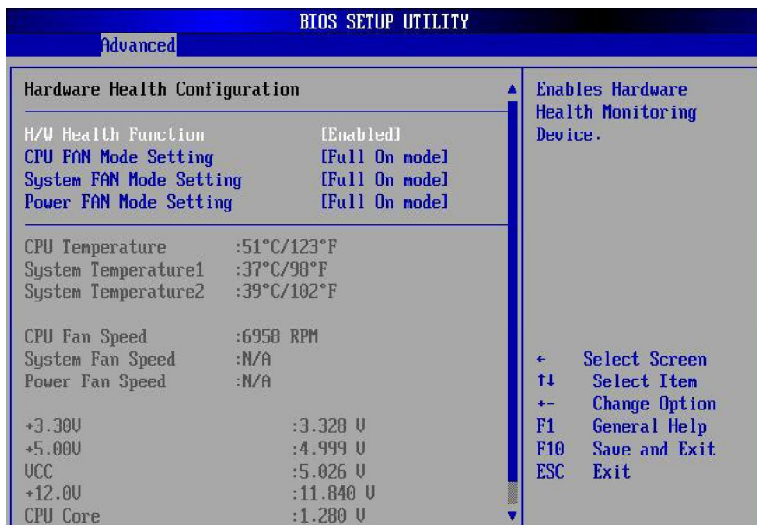 BIOS SETUP UTILITY
Advanced
Hardware Health Configuration
H/W Health Function [Enabled]
CPU FAN Mode Setting [Full On mode]
System FAN Mode Setting [Full On mode]
Power FAN Mode Setting [Full On mode]
CPU Temperature :51°C/123°F
System Temperature1 :37°C/98°F
System Temperature2 :39°C/102°F
CPU Fan Speed :6958 RPM
System Fan Speed :N/A
Power Fan Speed :N/A
+3.30V :3.328 V
+5.00V :4.999 V
VCC :5.026 V
+12.0V :11.840 V
CPU Core :1.280 V
Enables Hardware
Health Monitoring
Device.
← Select Screen
↑↓ Select Item
+- Change Option
F1 General Help
F10 Save and Exit
ESC Exit